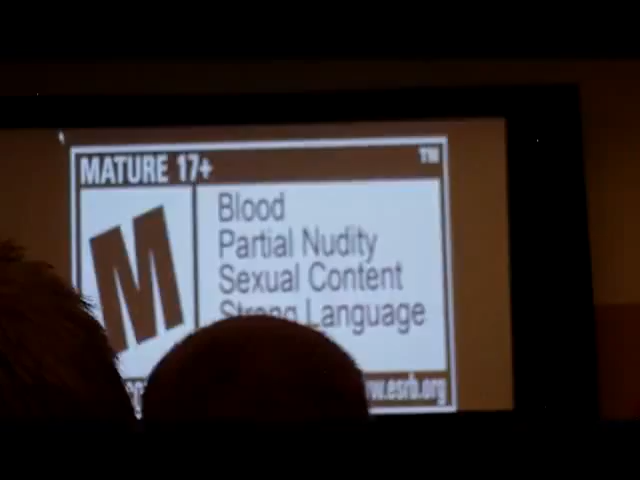 MATURE 17+ TM
M
Blood
Partial Nudity
Sexual Content
Strong Language
www.esrb.org